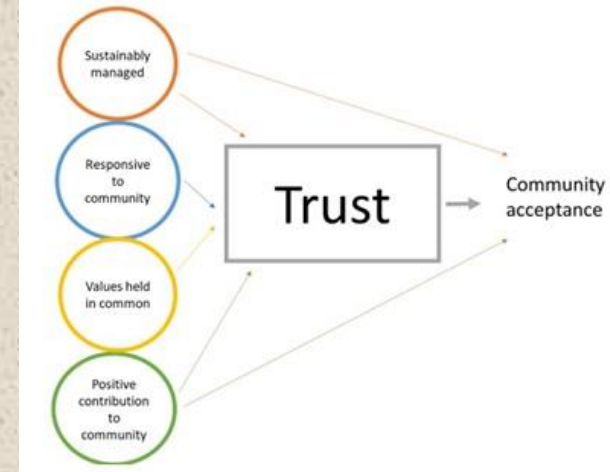 Sustainably
managed
Responsive
to
community
Values held
in common
Positive
contribution
to
community
Trust
Community
acceptance